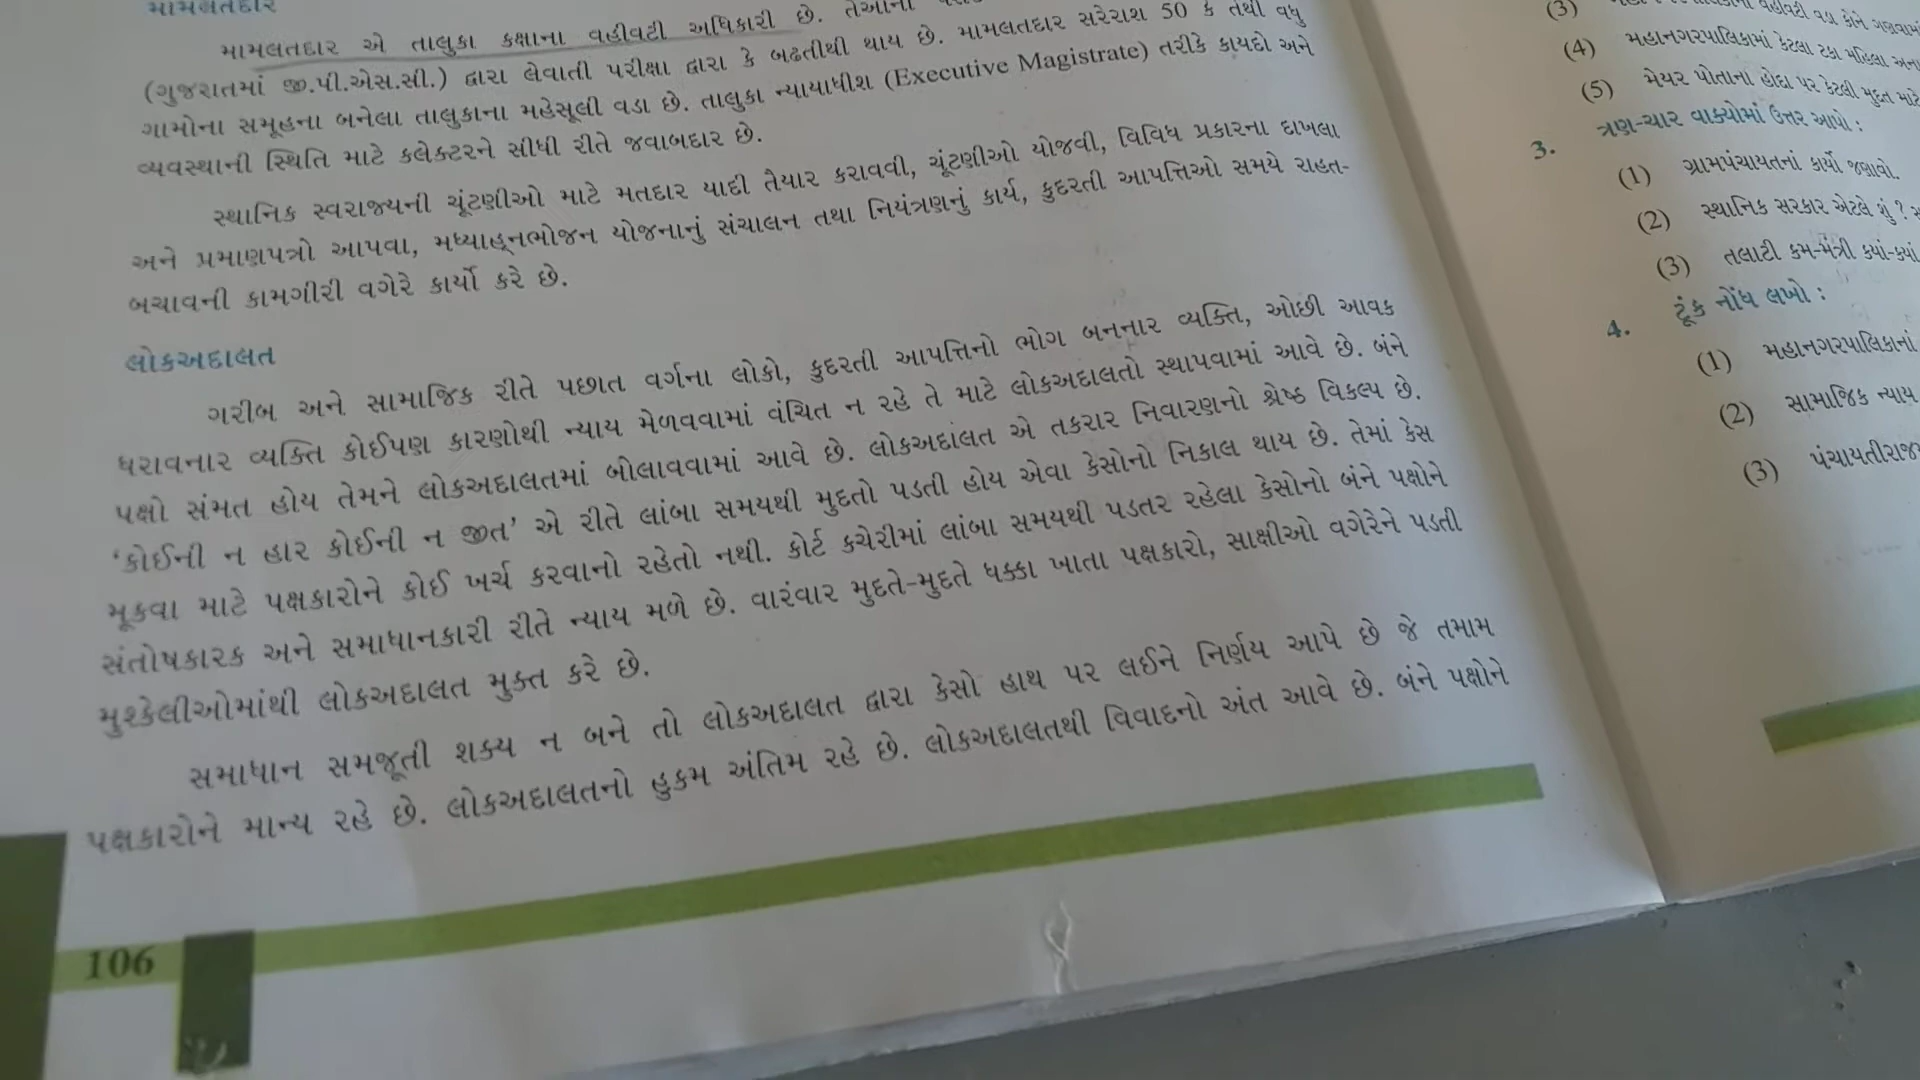 મામલતદાર
મામલતદાર એ તાલુકા કક્ષાના વહીવટી અધિકારી છે. તેઓની
(ગુજરાતમાં જી.પી.એસ.સી.) દ્વારા લેવાતી પરીક્ષા દ્વારા કે બઢતીથી થાય છે. મામલતદાર સરેરાશ 50 કે તેથી વધુ
ગામોના સમૂહના બનેલા તાલુકાના મહેસૂલી વડા છે. તાલુકા ન્યાયાધીશ (Executive Magistrate) તરીકે કાયદો અને
વ્યવસ્થાની સ્થિતિ માટે કલેક્ટરને સીધી રીતે જવાબદાર છે.
સ્થાનિક સ્વરાજ્યની ચૂંટણીઓ માટે મતદાર યાદી તૈયાર કરાવવી, ચૂંટણીઓ યોજવી, વિવિધ પ્રકારના દાખલા
અને પ્રમાણપત્રો આપવા, મધ્યાહ્નભોજન યોજનાનું સંચાલન તથા નિયંત્રણનું કાર્ય, કુદરતી આપત્તિઓ સમયે રાહત-
બચાવની કામગીરી વગેરે કાર્યો કરે છે.
લોકઅદાલત
ગરીબ અને સામાજિક રીતે પછાત વર્ગના લોકો, કુદરતી આપત્તિનો ભોગ બનનાર વ્યક્તિ, ઓછી આવક
ધરાવનાર વ્યક્તિ કોઈપણ કારણોથી ન્યાય મેળવવામાં વંચિત ન રહે તે માટે લોકઅદાલતો સ્થાપવામાં આવે છે. બંને
પક્ષો સંમત હોય તેમને લોકઅદાલતમાં બોલાવવામાં આવે છે. લોકઅદાલત એ તકરાર નિવારણનો શ્રેષ્ઠ વિકલ્પ છે.
‘કોઈની ન હાર કોઈની ન જીત’ એ રીતે લાંબા સમયથી મુદતો પડતી હોય એવા કેસોનો નિકાલ થાય છે. તેમાં કેસ
મૂકવા માટે પક્ષકારોને કોઈ ખર્ચ કરવાનો રહેતો નથી. કોર્ટ કચેરીમાં લાંબા સમયથી પડતર રહેલા કેસોનો બંને પક્ષોને
સંતોષકારક અને સમાધાનકારી રીતે ન્યાય મળે છે. વારંવાર મુદતે-મુદતે ધક્કા ખાતા પક્ષકારો, સાક્ષીઓ વગેરેને પડતી
મુશ્કેલીઓમાંથી લોકઅદાલત મુક્ત કરે છે.
સમાધાન સમજૂતી શક્ય ન બને તો લોકઅદાલત દ્વારા કેસો હાથ પર લઈને નિર્ણય આપે છે જે તમામ
પક્ષકારોને માન્ય રહે છે. લોકઅદાલતનો હુકમ અંતિમ રહે છે. લોકઅદાલતથી વિવાદનો અંત આવે છે. બંને પક્ષોને
106
(3) વહીવટી વડા કોને ગણવામાં
(4) મહાનગરપાલિકામાં કેટલા ટકા મહિલા
(5) મેયર પોતાના હોદ્દા પર કેટલી મુદત માટે
3. ત્રણ-ચાર વાક્યોમાં ઉત્તર આપો :
(1) ગ્રામપંચાયતનાં કાર્યો જણાવો.
(2) સ્થાનિક સરકાર એટલે શું ?
(3) તલાટી કમ-મંત્રી ક્યાં-ક્યાં
4. ટૂંક નોંધ લખો :
(1) મહાનગરપાલિકાનાં
(2) સામાજિક ન્યાય
(3) પંચાયતીરાજ